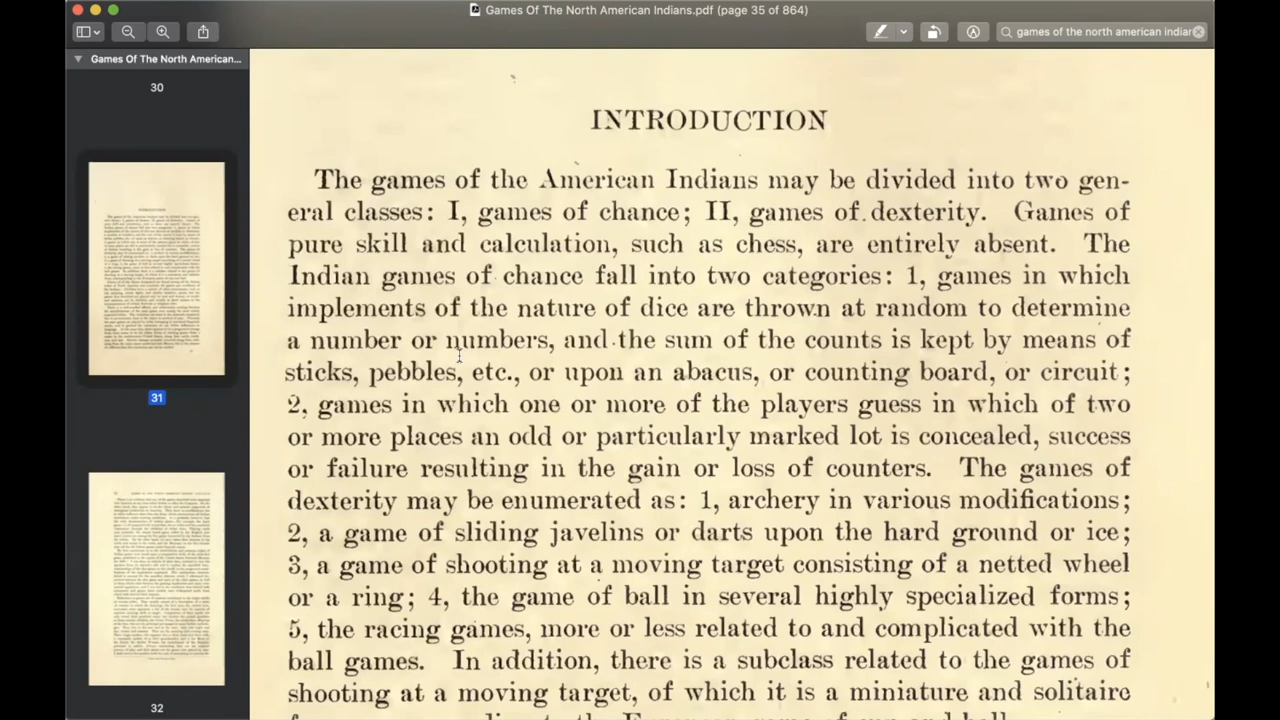 Games Of The North American Indians.pdf (page 35 of 864)
games of the north american indian
Games Of The North American...
30
31
32
INTRODUCTION
The games of the American Indians may be divided into two gen-
eral classes: I, games of chance; II, games of dexterity. Games of
pure skill and calculation, such as chess, are entirely absent. The
Indian games of chance fall into two categories: 1, games in which
implements of the nature of dice are thrown at random to determine
a number or numbers, and the sum of the counts is kept by means of
sticks, pebbles, etc., or upon an abacus, or counting board, or circuit;
2, games in which one or more of the players guess in which of two
or more places an odd or particularly marked lot is concealed, success
or failure resulting in the gain or loss of counters. The games of
dexterity may be enumerated as: 1, archery in various modifications;
2, a game of sliding javelins or darts upon the hard ground or ice;
3, a game of shooting at a moving target consisting of a netted wheel
or a ring; 4, the game of ball in several highly specialized forms;
5, the racing games, more or less related to and complicated with the
ball games. In addition, there is a subclass related to the games of
shooting at a moving target, of which it is a miniature and solitaire